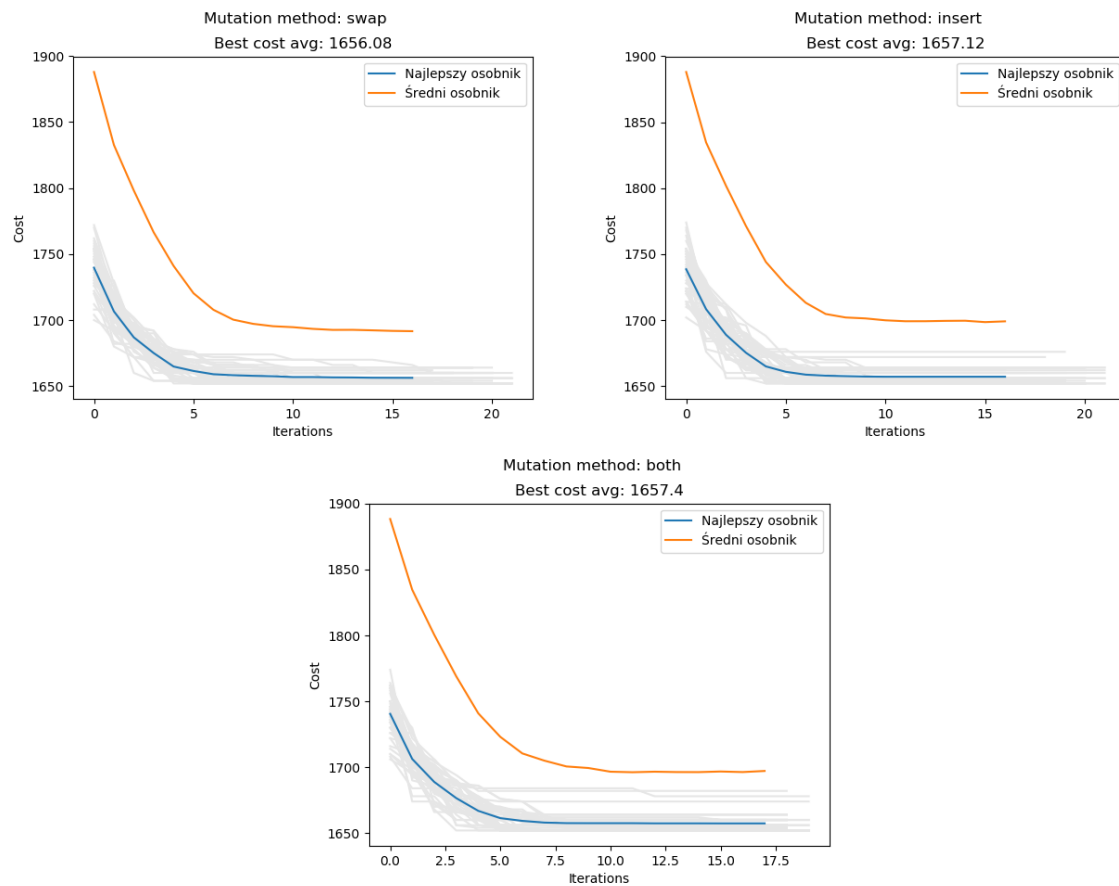 Mutation method: swap
Best cost avg: 1656.08
1900
1850
1800
1750
1700
1650
Cost
Najlepszy osobnik
Średni osobnik
0 5 10 15 20
Iterations
Mutation method: insert
Best cost avg: 1657.12
1900
1850
1800
1750
1700
1650
Cost
Najlepszy osobnik
Średni osobnik
0 5 10 15 20
Iterations
Mutation method: both
Best cost avg: 1657.4
1900
1850
1800
1750
1700
1650
Cost
Najlepszy osobnik
Średni osobnik
0.0 2.5 5.0 7.5 10.0 12.5 15.0 17.5
Iterations